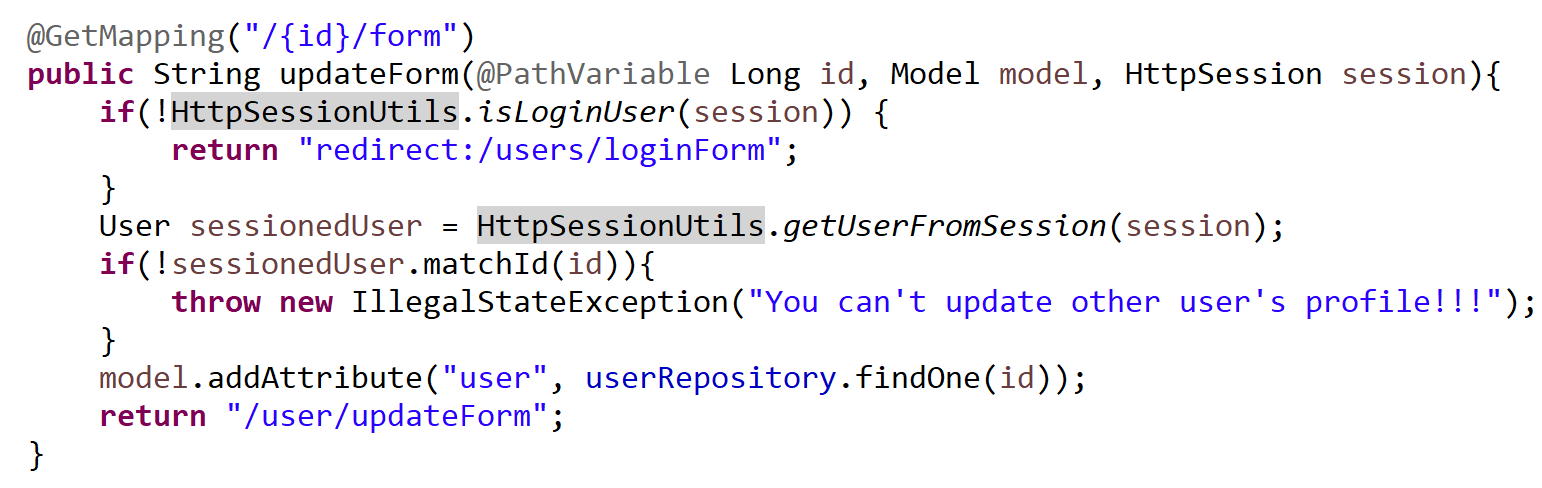 @GetMapping("/{id}/form")
public String updateForm(@PathVariable Long id, Model model, HttpSession session){
    if(!HttpSessionUtils.isLoginUser(session)) {
        return "redirect:/users/loginForm";
    }
    User sessionedUser = HttpSessionUtils.getUserFromSession(session);
    if(!sessionedUser.matchId(id)){
        throw new IllegalStateException("You can't update other user's profile!!!");
    }
    model.addAttribute("user", userRepository.findOne(id));
    return "/user/updateForm";
}